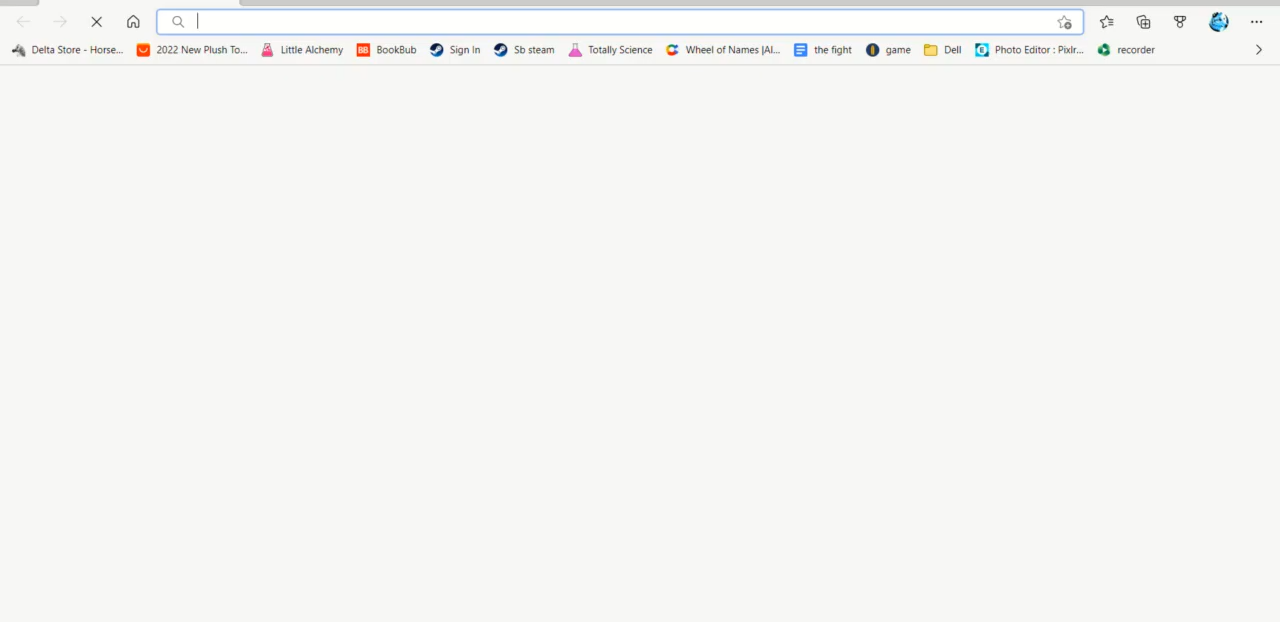 Delta Store - Horse... 2022 New Plush To... Little Alchemy BB BookBub Sign In Sb steam Totally Science Wheel of Names |Al... the fight game Dell Photo Editor : Pixlr... recorder